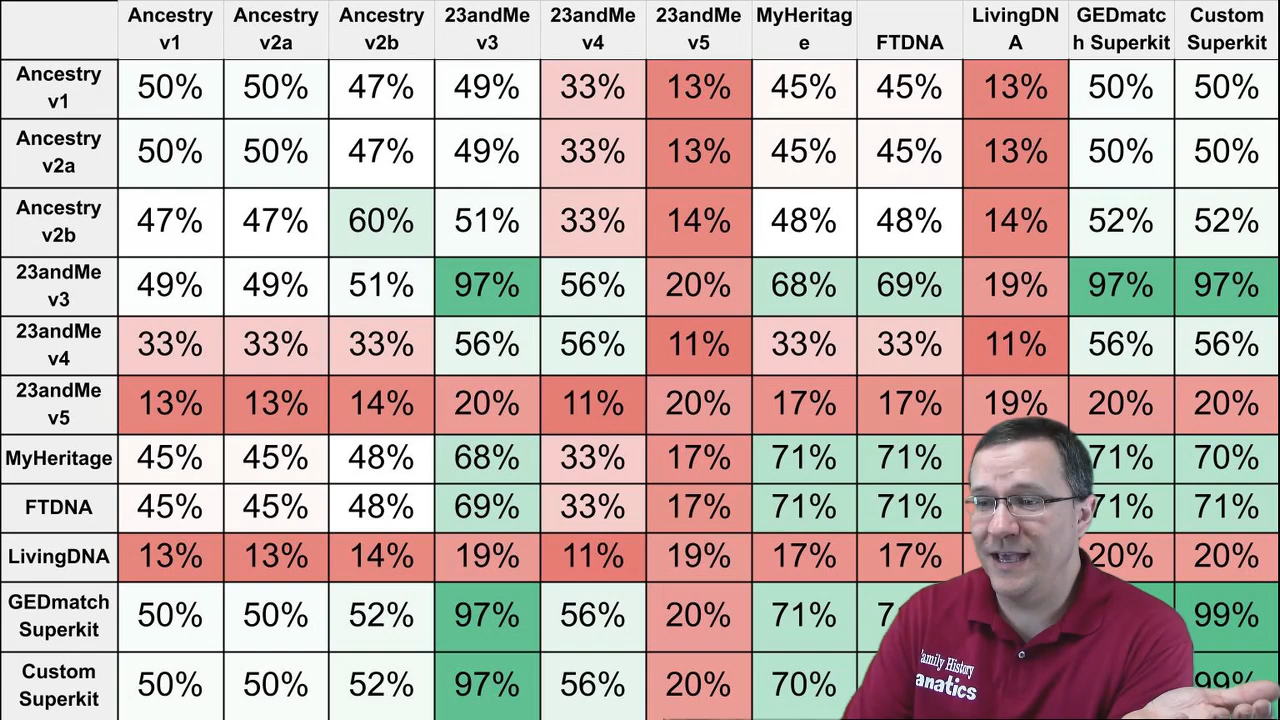 Ancestry v1 Ancestry v2a Ancestry v2b 23andMe v3 23andMe v4 23andMe v5 MyHeritage FTDNA LivingDNA GEDmatch Superkit Custom Superkit
Ancestry v1 50% 50% 47% 49% 33% 13% 45% 45% 13% 50% 50%
Ancestry v2a 50% 50% 47% 49% 33% 13% 45% 45% 13% 50% 50%
Ancestry v2b 47% 47% 60% 51% 33% 14% 48% 48% 14% 52% 52%
23andMe v3 49% 49% 51% 97% 56% 20% 68% 69% 19% 97% 97%
23andMe v4 33% 33% 33% 56% 56% 11% 33% 33% 11% 56% 56%
23andMe v5 13% 13% 14% 20% 11% 20% 17% 17% 19% 20% 20%
MyHeritage 45% 45% 48% 68% 33% 17% 71% 71% 71% 70%
FTDNA 45% 45% 48% 69% 33% 17% 71% 71% 71% 71%
LivingDNA 13% 13% 14% 19% 11% 19% 17% 17% 20% 20%
GEDmatch Superkit 50% 50% 52% 97% 56% 20% 71% 99%
Custom Superkit 50% 50% 52% 97% 56% 20% 70% 99%
Family History
Fanatics